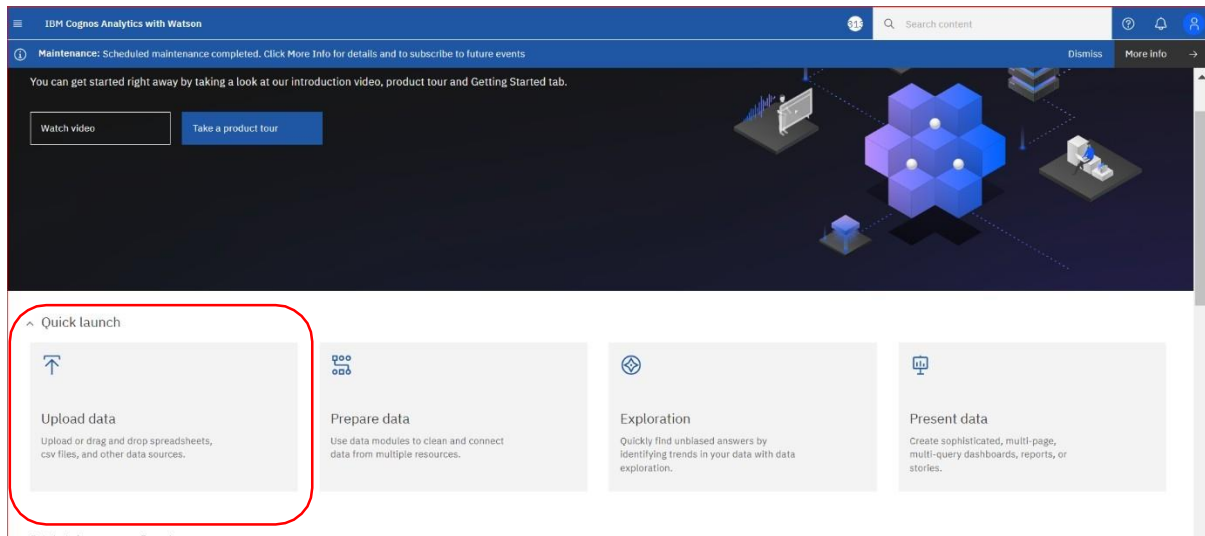 IBM Cognos Analytics with Watson
Search content
Maintenance: Scheduled maintenance completed. Click More Info for details and to subscribe to future events
Dismiss
More info
You can get started right away by taking a look at our introduction video, product tour and Getting Started tab.
Watch video
Take a product tour
Quick launch
Upload data
Upload or drag and drop spreadsheets,
csv files, and other data sources.
Prepare data
Use data modules to clean and connect
data from multiple resources.
Exploration
Quickly find unbiased answers by
identifying trends in your data with data
exploration.
Present data
Create sophisticated, multi-page,
multi-query dashboards, reports, or
stories.